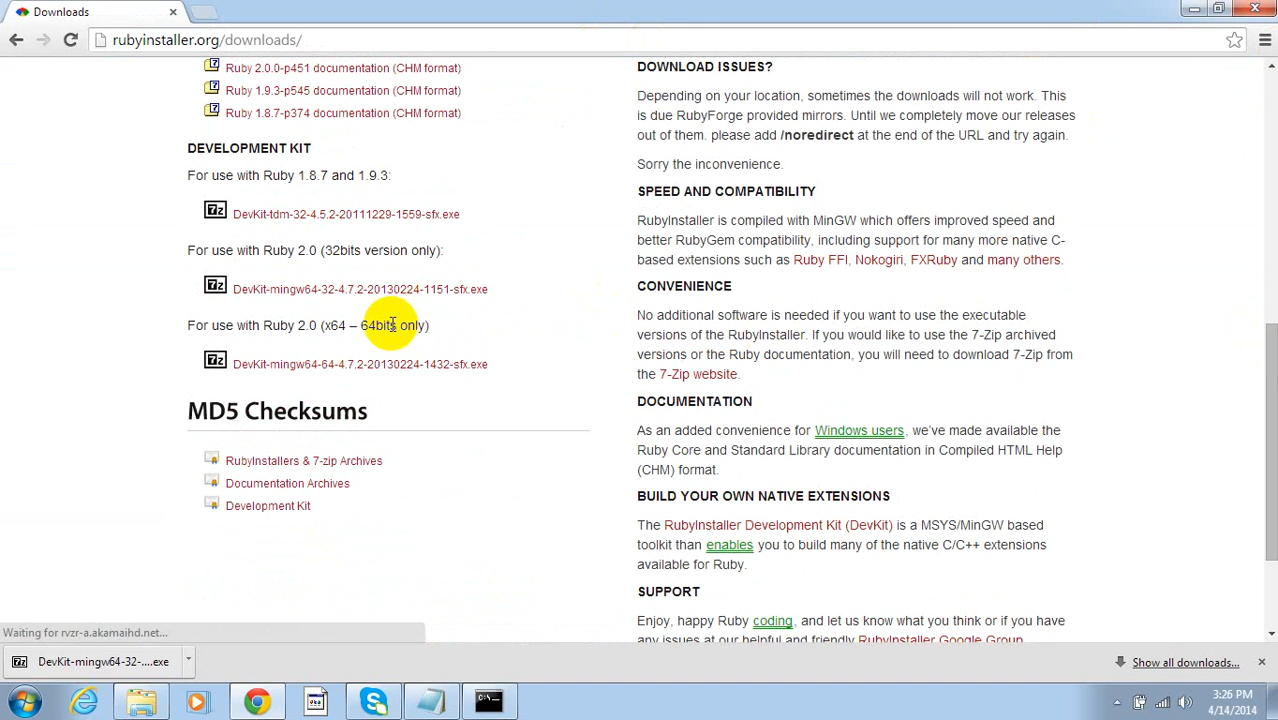 Downloads
rubyinstaller.org/downloads/
Ruby 2.0.0-p451 documentation (CHM format)
Ruby 1.9.3-p545 documentation (CHM format)
Ruby 1.8.7-p374 documentation (CHM format)
DEVELOPMENT KIT
For use with Ruby 1.8.7 and 1.9.3:
7z DevKit-tdm-32-4.5.2-20111229-1559-sfx.exe
For use with Ruby 2.0 (32bits version only):
7z DevKit-mingw64-32-4.7.2-20130224-1151-sfx.exe
For use with Ruby 2.0 (x64 – 64bits only)
7z DevKit-mingw64-64-4.7.2-20130224-1432-sfx.exe
MD5 Checksums
RubyInstallers & 7-zip Archives
Documentation Archives
Development Kit
DOWNLOAD ISSUES?
Depending on your location, sometimes the downloads will not work. This
is due RubyForge provided mirrors. Until we completely move our releases
out of them. please add /noredirect at the end of the URL and try again.
Sorry the inconvenience.
SPEED AND COMPATIBILITY
RubyInstaller is compiled with MinGW which offers improved speed and
better RubyGem compatibility, including support for many more native C-
based extensions such as Ruby FFI, Nokogiri, FXRuby and many others.
CONVENIENCE
No additional software is needed if you want to use the executable
versions of the RubyInstaller. If you would like to use the 7-Zip archived
versions or the Ruby documentation, you will need to download 7-Zip from
the 7-Zip website.
DOCUMENTATION
As an added convenience for Windows users, we've made available the
Ruby Core and Standard Library documentation in Compiled HTML Help
(CHM) format.
BUILD YOUR OWN NATIVE EXTENSIONS
The RubyInstaller Development Kit (DevKit) is a MSYS/MinGW based
toolkit than enables you to build many of the native C/C++ extensions
available for Ruby.
SUPPORT
Enjoy, happy Ruby coding, and let us know what you think or if you have
any issues at our helpful and friendly RubyInstaller Google Group
Waiting for rvzr-a.akamaihd.net...
7z DevKit-mingw64-32-....exe
Show all downloads...
3:26 PM
4/14/2014